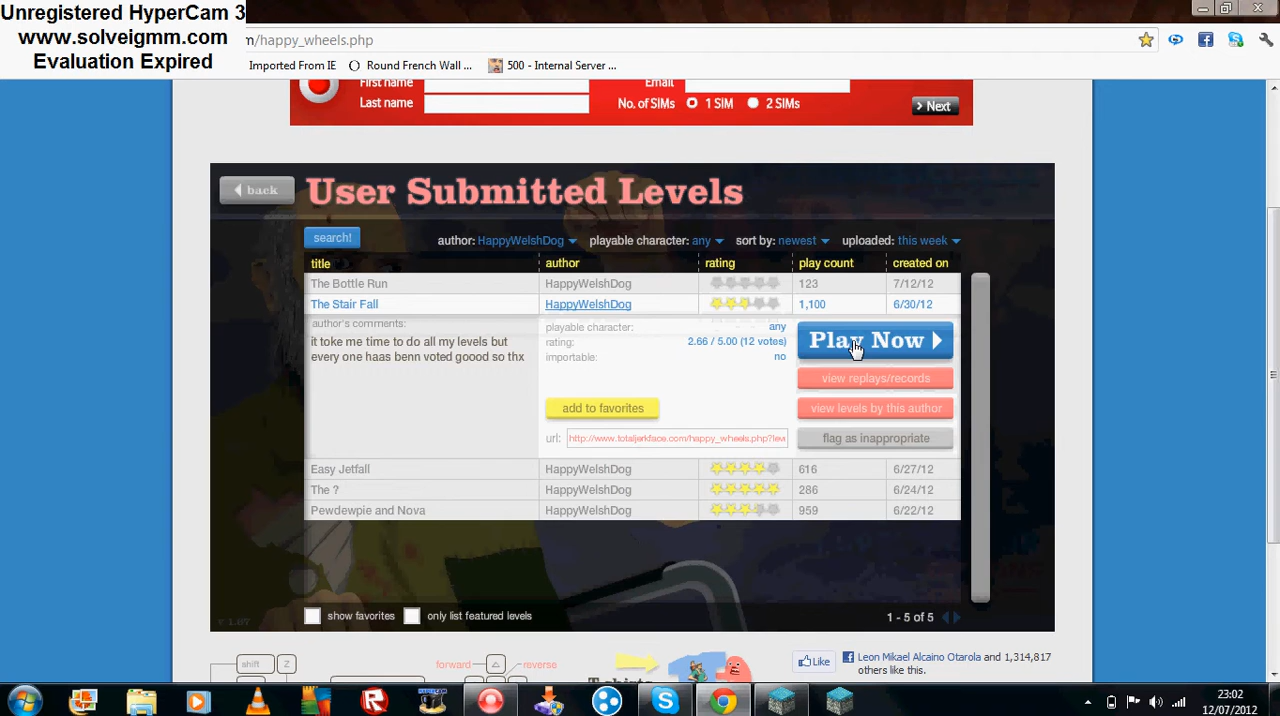 Unregistered HyperCam 3
www.solveigmm.com
Evaluation Expired
m/happy_wheels.php
Imported From IE Round French Wall ... 500 - Internal Server ...
First name Email
Last name No. of SIMs 1 SIM 2 SIMs Next
back User Submitted Levels
search! author: HappyWelshDog playable character: any sort by: newest uploaded: this week
title author rating play count created on
The Bottle Run HappyWelshDog 123 7/12/12
The Stair Fall HappyWelshDog 1,100 6/30/12
author's comments: playable character: any
it toke me time to do all my levels but rating: 2.66 / 5.00 (12 votes) Play Now
every one haas benn voted goood so thx importable: no
view replays/records
add to favorites view levels by this author
url: http://www.totaljerkface.com/happy_wheels.php?lev flag as inappropriate
Easy Jetfall HappyWelshDog 616 6/27/12
The ? HappyWelshDog 286 6/24/12
Pewdewpie and Nova HappyWelshDog 959 6/22/12
show favorites only list featured levels 1 - 5 of 5
v 1.67
shift Z forward reverse Like Leon Mikael Alcaino Otarola and 1,314,817
others like this.
23:02
12/07/2012